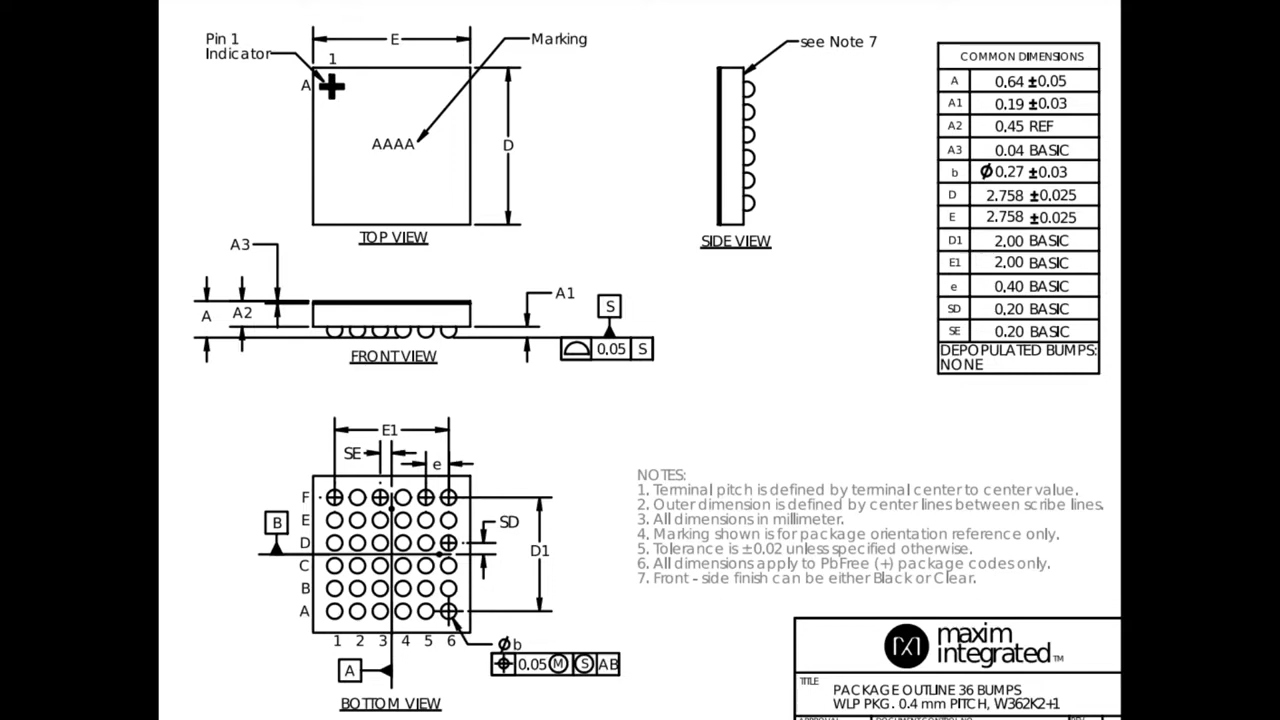 Pin 1
Indicator
1
A
E
Marking
AAAA
D
TOP VIEW
see Note 7
SIDE VIEW
COMMON DIMENSIONS
A 0.64 ±0.05
A1 0.19 ±0.03
A2 0.45 REF
A3 0.04 BASIC
b Ø 0.27 ±0.03
D 2.758 ±0.025
E 2.758 ±0.025
D1 2.00 BASIC
E1 2.00 BASIC
e 0.40 BASIC
SD 0.20 BASIC
SE 0.20 BASIC
DEPOPULATED BUMPS:
NONE
A3
A
A2
A1
S
0.05 S
FRONT VIEW
E1
SE
e
F
E
D
C
B
A
B
SD
D1
1 2 3 4 5 6
Øb
0.05 M S AB
A
BOTTOM VIEW
NOTES:
1. Terminal pitch is defined by terminal center to center value.
2. Outer dimension is defined by center lines between scribe lines.
3. All dimensions in millimeter.
4. Marking shown is for package orientation reference only.
5. Tolerance is ±0.02 unless specified otherwise.
6. All dimensions apply to PbFree (+) package codes only.
7. Front - side finish can be either Black or Clear.
maxim
integrated™
TITLE
PACKAGE OUTLINE 36 BUMPS
WLP PKG. 0.4 mm PITCH, W362K2+1